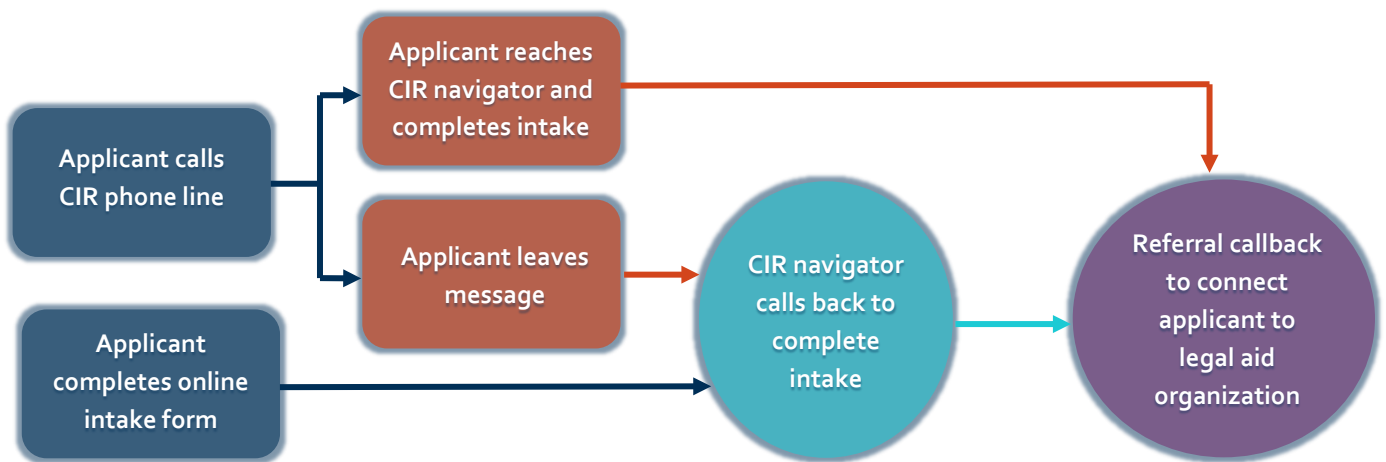 Applicant calls
CIR phone line
Applicant reaches
CIR navigator and
completes intake
Applicant leaves
message
Applicant
completes online
intake form
CIR navigator
calls back to
complete
intake
Referral callback
to connect
applicant to
legal aid
organization